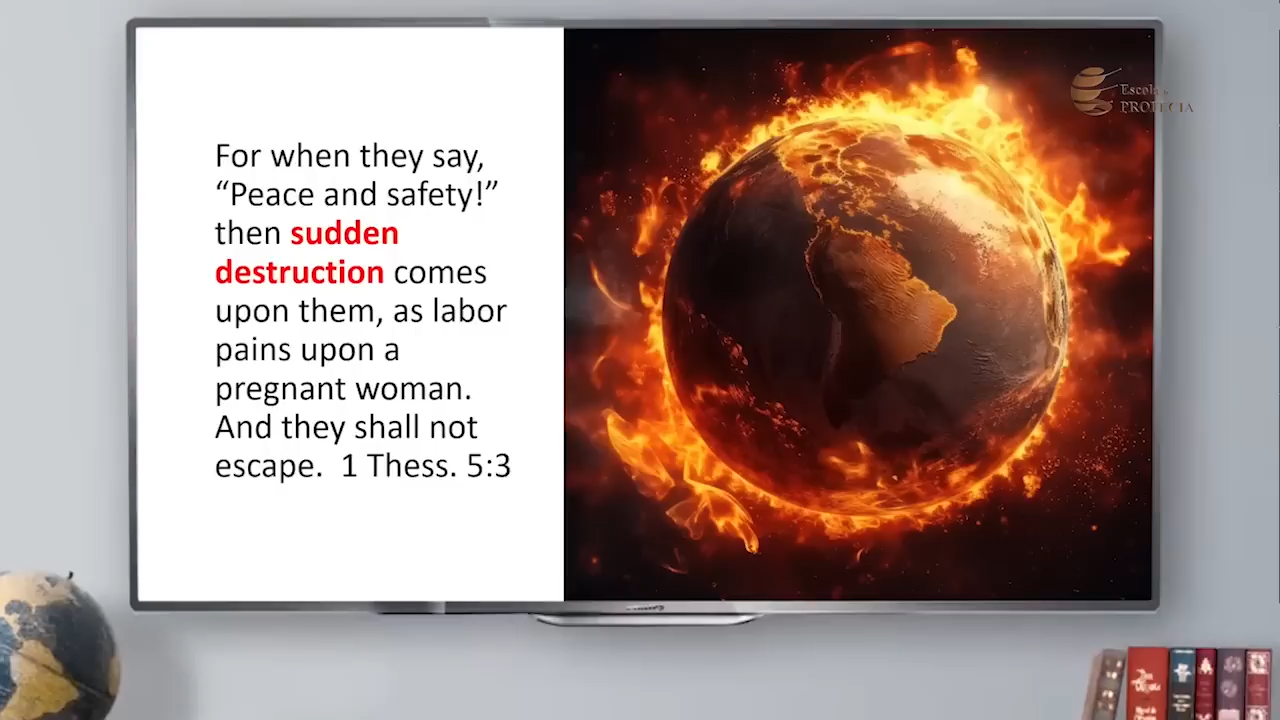 For when they say,
“Peace and safety!”
then sudden
destruction comes
upon them, as labor
pains upon a
pregnant woman.
And they shall not
escape.  1 Thess. 5:3